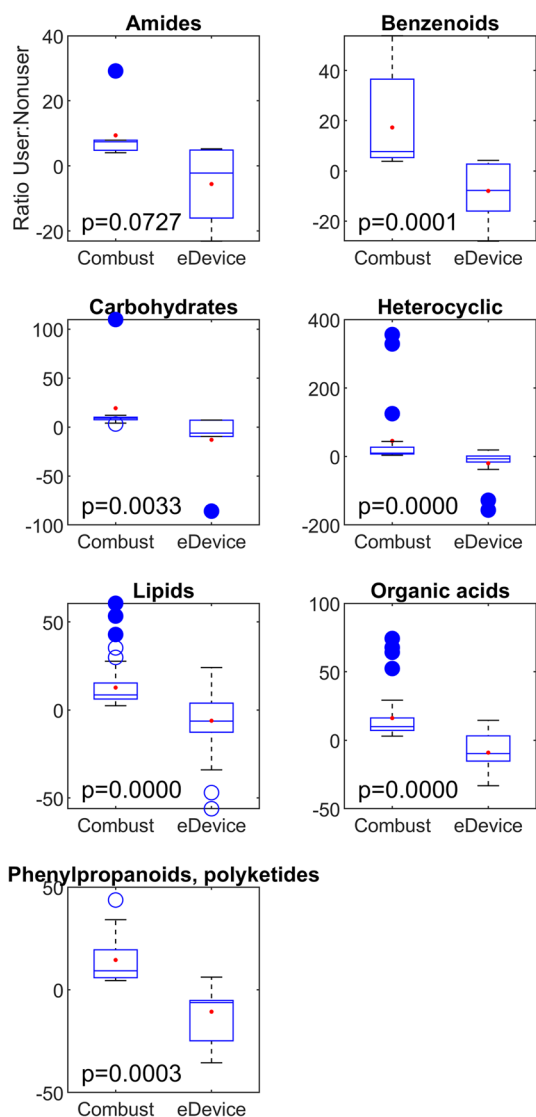 Amides
Benzenoids
Ratio User:Nonuser
40
20
0
-20
p=0.0727
Combust eDevice
40
20
0
-20
p=0.0001
Combust eDevice
Carbohydrates
Heterocyclic
100
50
0
-50
-100
p=0.0033
Combust eDevice
400
200
0
-200
p=0.0000
Combust eDevice
Lipids
Organic acids
50
0
-50
p=0.0000
Combust eDevice
100
50
0
-50
p=0.0000
Combust eDevice
Phenylpropanoids, polyketides
50
0
-50
p=0.0003
Combust eDevice